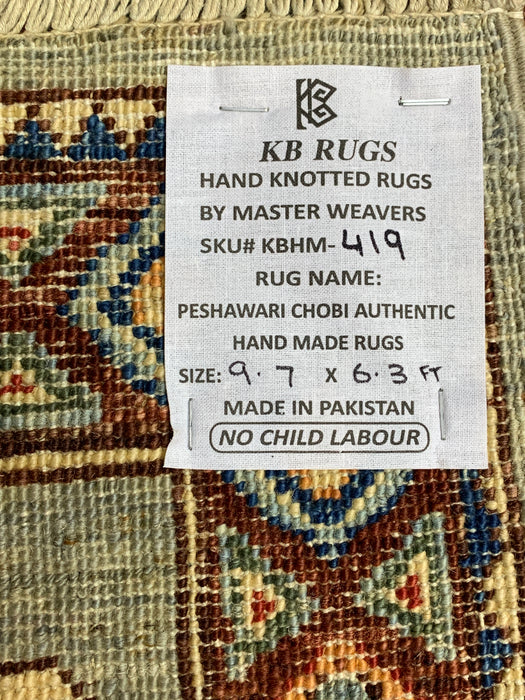 KB
KB RUGS
HAND KNOTTED RUGS
BY MASTER WEAVERS
SKU# KBHM-419
RUG NAME:
PESHAWARI CHOBI AUTHENTIC
HAND MADE RUGS
SIZE: 9.7 X 6.3 FT
MADE IN PAKISTAN
NO CHILD LABOUR